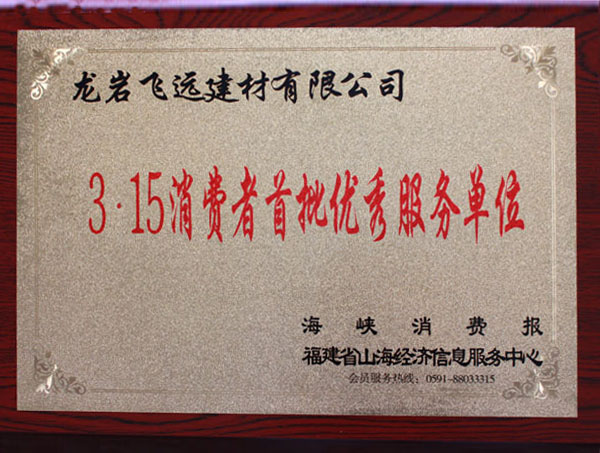 龙岩飞远建材有限公司
3·15消费者首批优秀服务单位
海峡消费报
福建省山海经济信息服务中心
会员服务热线：0591-88033315